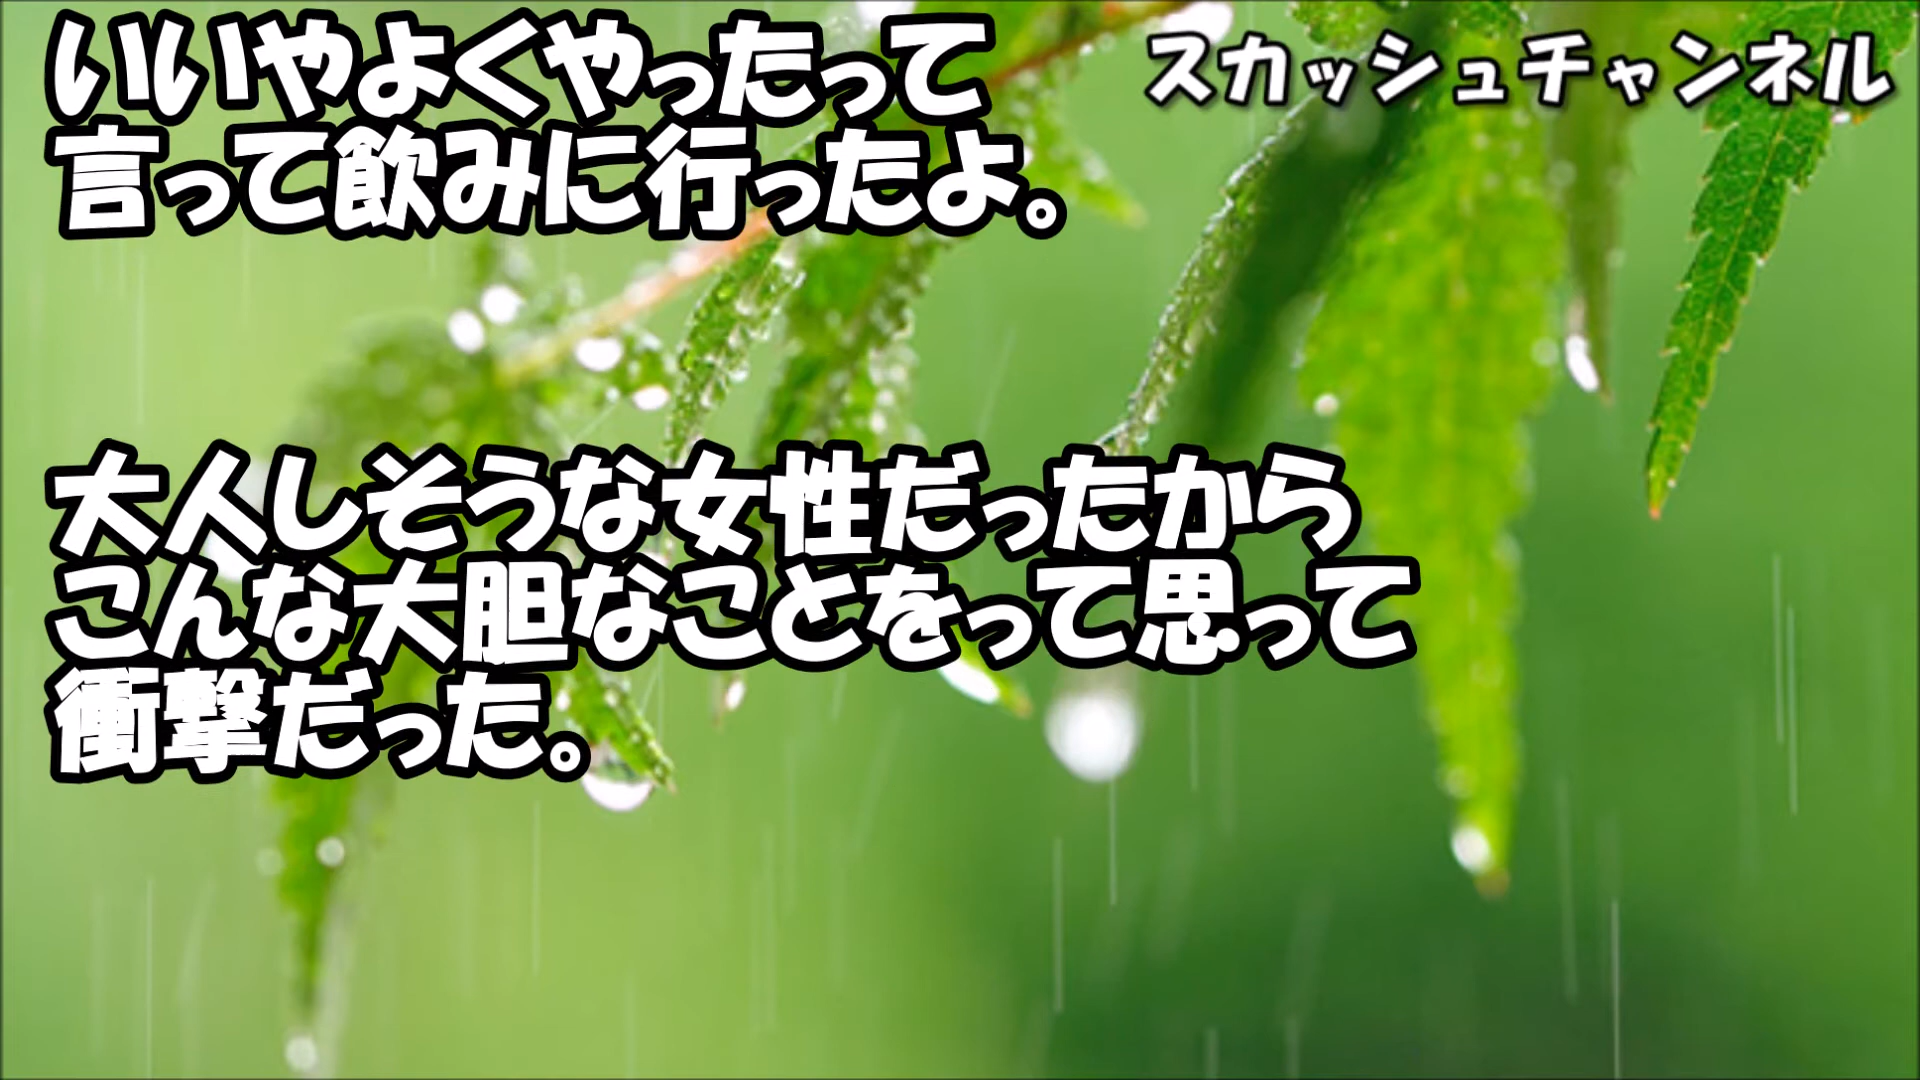 いいやよくやったって
言って飲みに行ったよ。
スカッシュチャンネル
大人しそうな女性だったから
こんな大胆なことをって思って
衝撃だった。